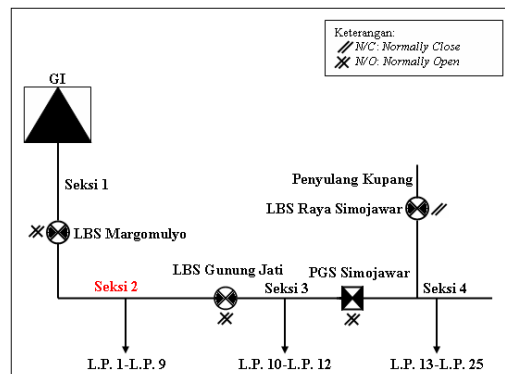 Keterangan:
N/C: Normally Close
N/O: Normally Open
GI
Seksi 1
Penyulang Kupang
LBS Raya Simojawar
LBS Margomulyo
LBS Gunung Jati
PGS Simojawar
Seksi 2
Seksi 3
Seksi 4
L.P. 1-L.P. 9
L.P. 10-L.P. 12
L.P. 13-L.P. 25